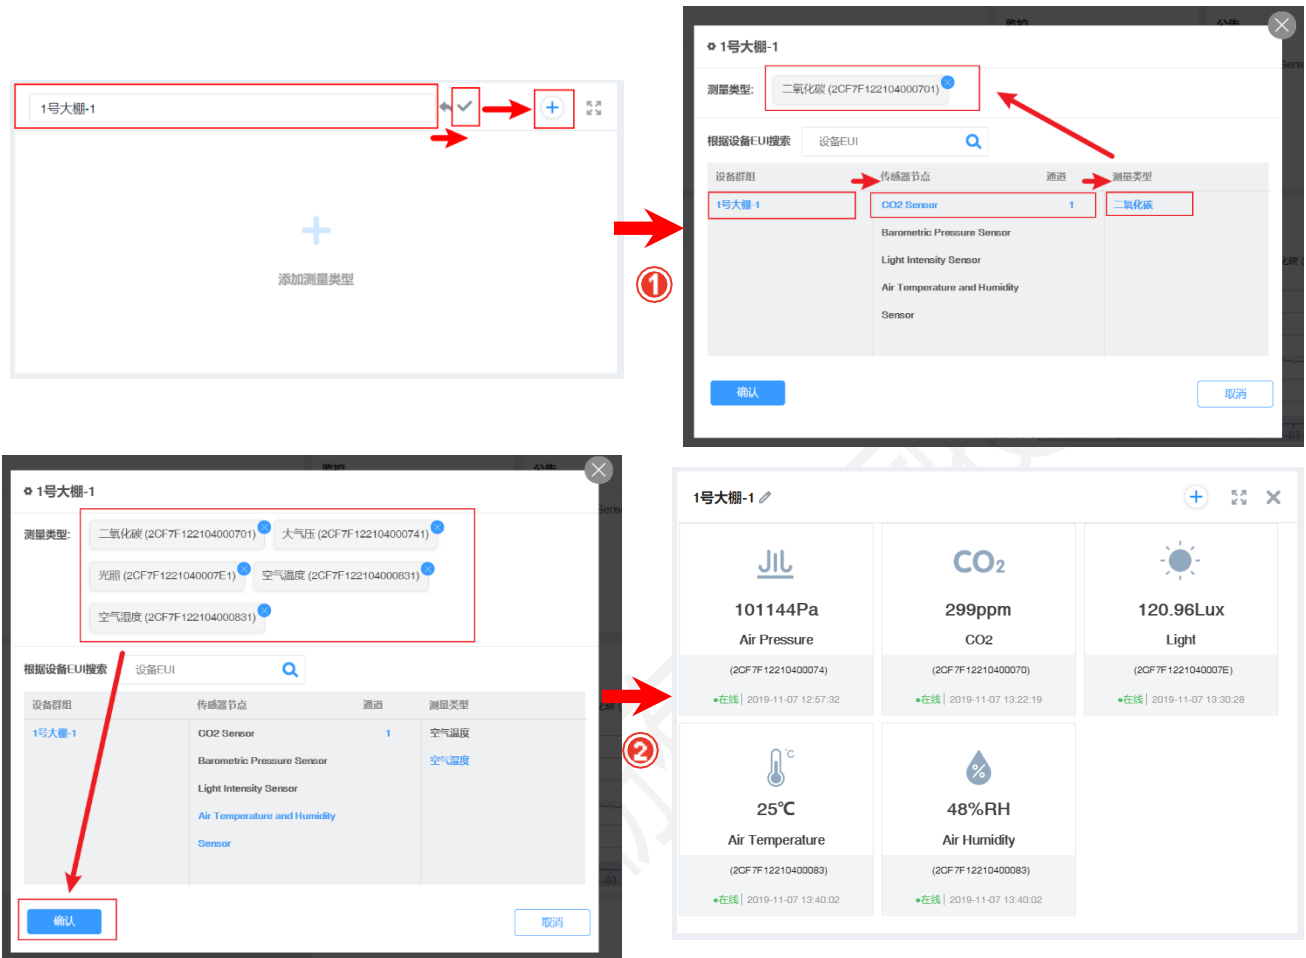 1号大棚-1
添加测量类型
①
1号大棚-1
测量类型:
二氧化碳 (2CF7F122104000701)
根据设备EUI搜索
设备EUI
设备群组
传感器节点
通道
测量类型
1号大棚-1
CO2 Sensor
1
二氧化碳
Barometric Pressure Sensor
Light Intensity Sensor
Air Temperature and Humidity
Sensor
确认
取消
监控
公告
1号大棚-1
测量类型:
二氧化碳 (2CF7F122104000701)
大气压 (2CF7F122104000741)
光照 (2CF7F1221040007E1)
空气温度 (2CF7F122104000831)
空气湿度 (2CF7F122104000831)
根据设备EUI搜索
设备EUI
设备群组
传感器节点
通道
测量类型
1号大棚-1
CO2 Sensor
1
空气温度
Barometric Pressure Sensor
空气湿度
Light Intensity Sensor
Air Temperature and Humidity
Sensor
确认
取消
②
1号大棚-1
101144Pa
Air Pressure
(2CF7F12210400074)
在线 | 2019-11-07 12:57:32
CO2
299ppm
CO2
(2CF7F12210400070)
在线 | 2019-11-07 13:22:19
120.96Lux
Light
(2CF7F1221040007E)
在线 | 2019-11-07 13:30:28
°C
25℃
Air Temperature
(2CF7F12210400083)
在线 | 2019-11-07 13:40:02
%
48%RH
Air Humidity
(2CF7F12210400083)
在线 | 2019-11-07 13:40:02